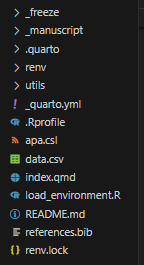 _freeze
_manuscript
.quarto
renv
utils
_quarto.yml
.Rprofile
apa.csl
data.csv
index.qmd
load_environment.R
README.md
references.bib
renv.lock